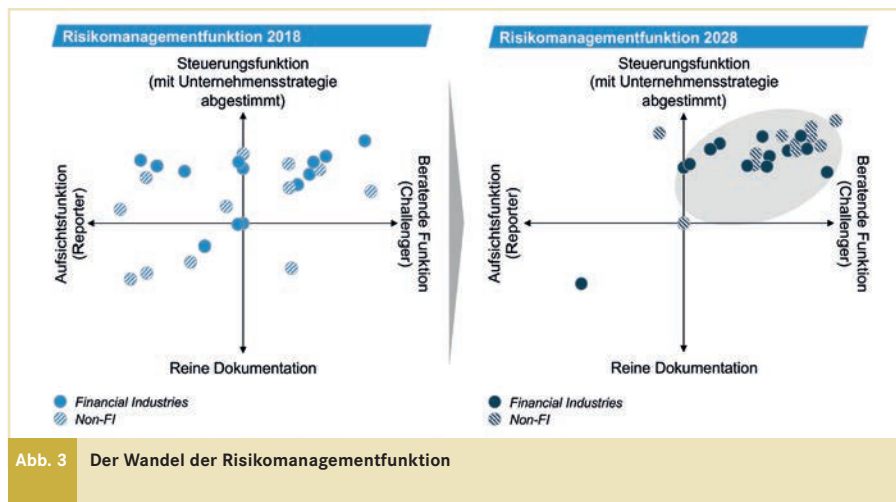 Risikomanagementfunktion 2018
Steuerungsfunktion
(mit Unternehmensstrategie
abgestimmt)
Aufsichtsfunktion
(Reporter)
Beratende Funktion
(Challenger)
Reine Dokumentation
Financial Industries
Non-FI
Risikomanagementfunktion 2028
Steuerungsfunktion
(mit Unternehmensstrategie
abgestimmt)
Aufsichtsfunktion
(Reporter)
Beratende Funktion
(Challenger)
Reine Dokumentation
Financial Industries
Non-FI
Abb. 3 Der Wandel der Risikomanagementfunktion